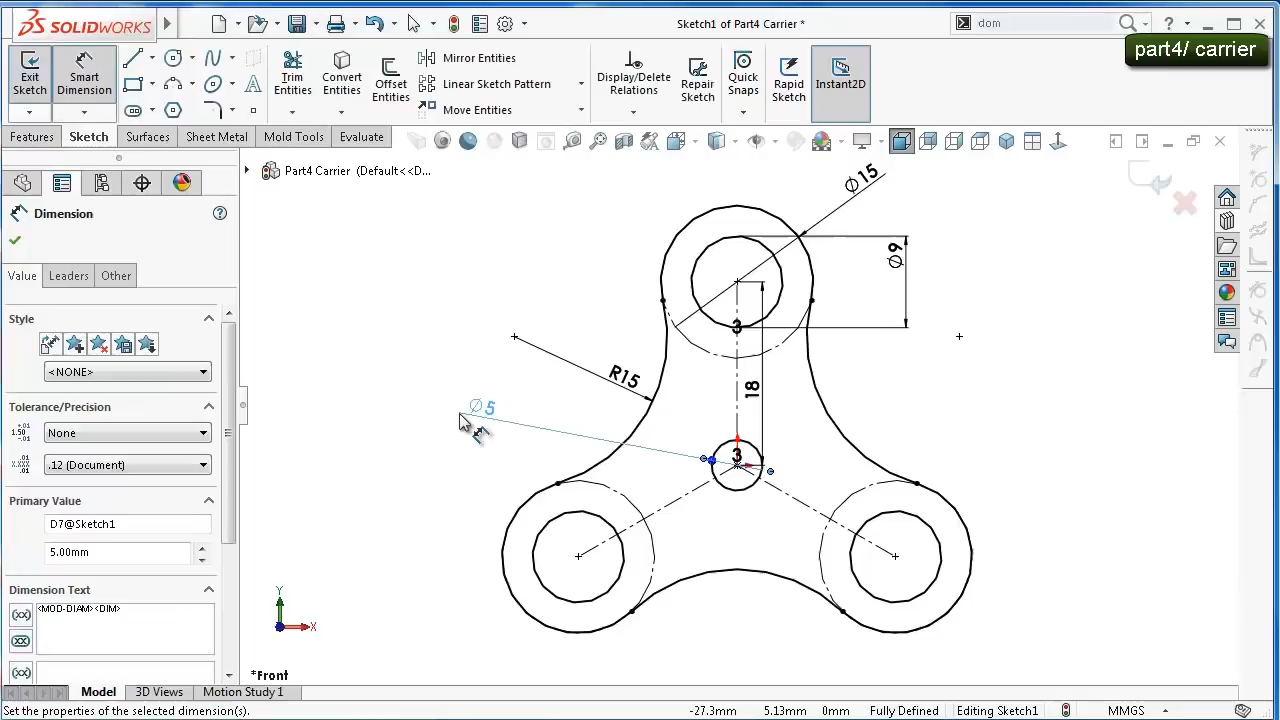 SOLIDWORKS
Sketch1 of Part4 Carrier *
dom
part4/ carrier
Exit Sketch
Smart Dimension
Trim Entities
Convert Entities
Offset Entities
Mirror Entities
Linear Sketch Pattern
Move Entities
Display/Delete Relations
Repair Sketch
Quick Snaps
Rapid Sketch
Instant2D
Features
Sketch
Surfaces
Sheet Metal
Mold Tools
Evaluate
Part4 Carrier (Default<<D...
Dimension
Value
Leaders
Other
Style
<NONE>
Tolerance/Precision
None
.12 (Document)
Primary Value
D7@Sketch1
5.00mm
Dimension Text
<MOD-DIAM><DIM>
∅15
∅9
3
18
R15
∅5
3
Y
X
*Front
Model
3D Views
Motion Study 1
Set the properties of the selected dimension(s).
-27.3mm
5.13mm
0mm
Fully Defined
Editing Sketch1
MMGS